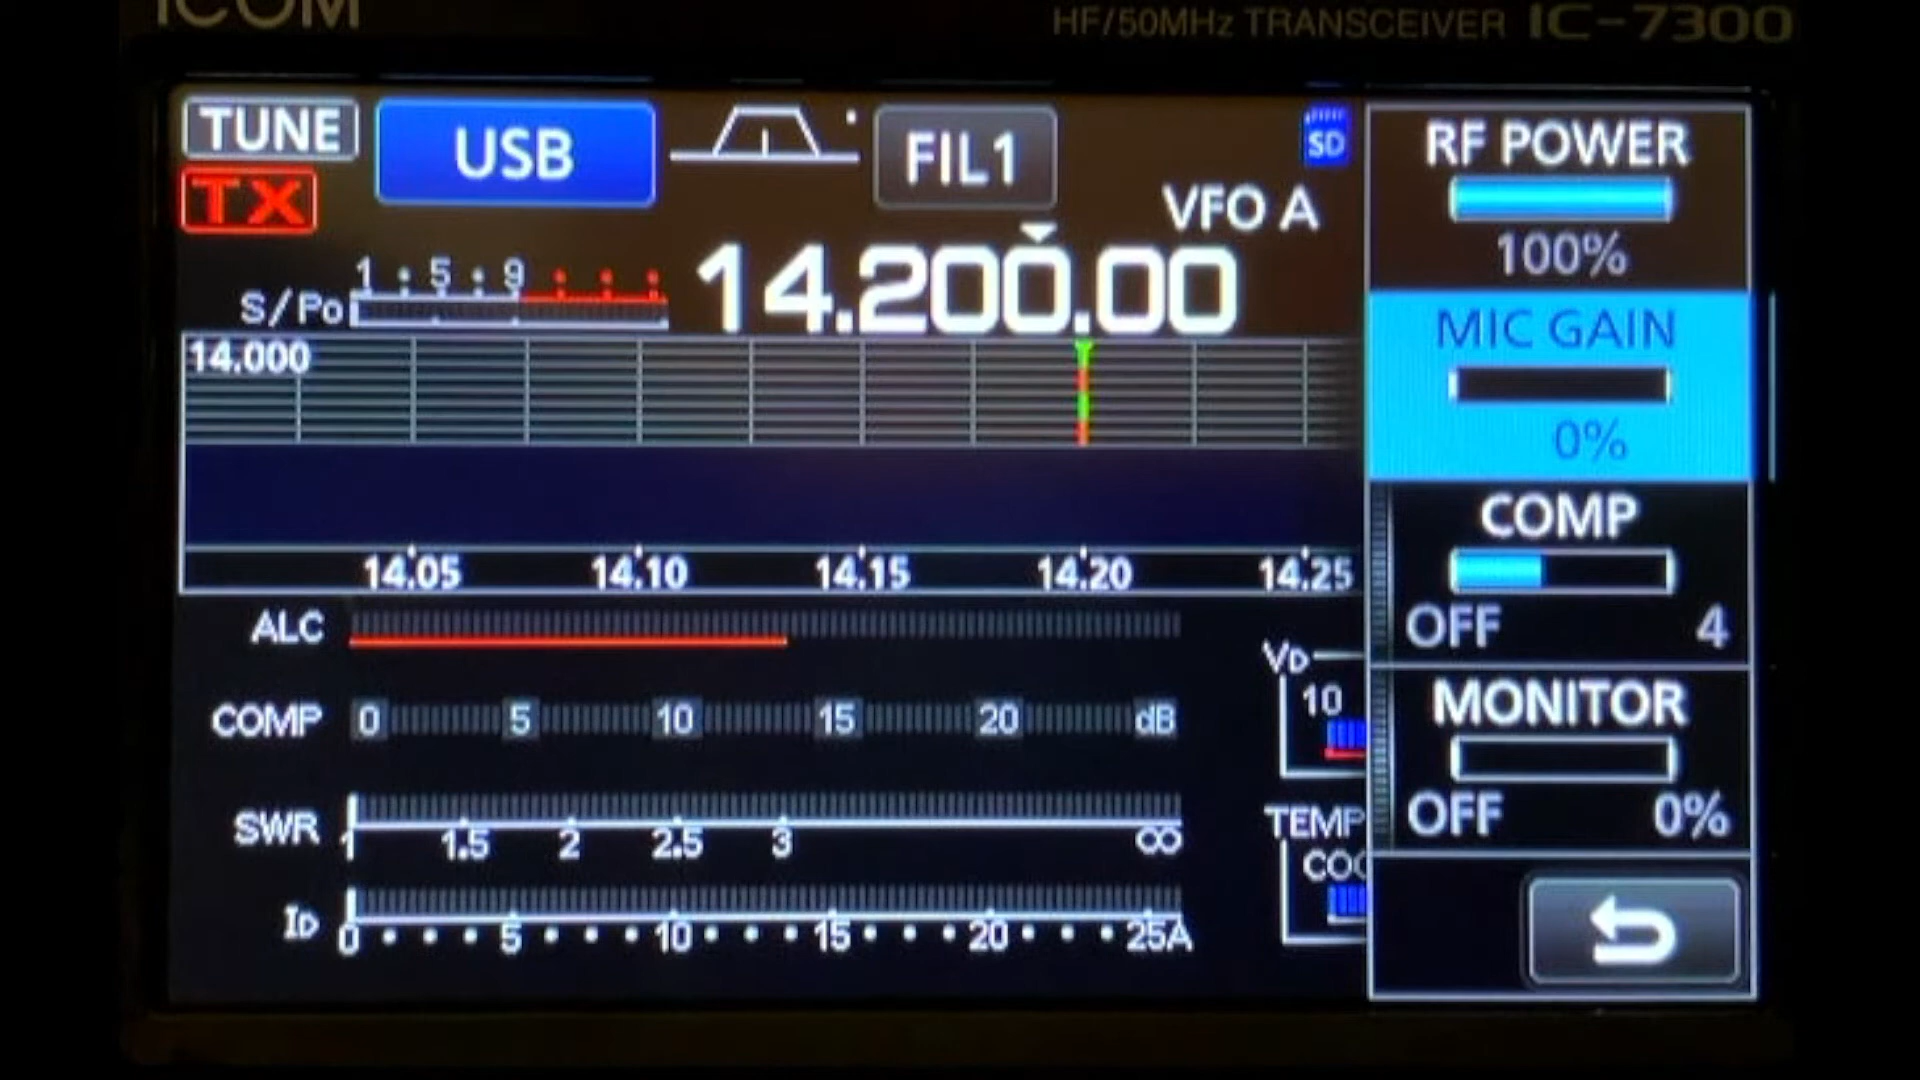 ICOM
HF/50MHz TRANSCEIVER IC-7300
TUNE
USB
FIL1
SD
TX
VFO A
1 5 9
S/Po
14.200.00
14.000
14.05 14.10 14.15 14.20 14.25
ALC
COMP 0 5 10 15 20 dB
SWR 1 1.5 2 2.5 3 ∞
ID 0 5 10 15 20 25A
VD
10
TEMP
RF POWER
100%
MIC GAIN
0%
COMP
OFF 4
MONITOR
OFF 0%